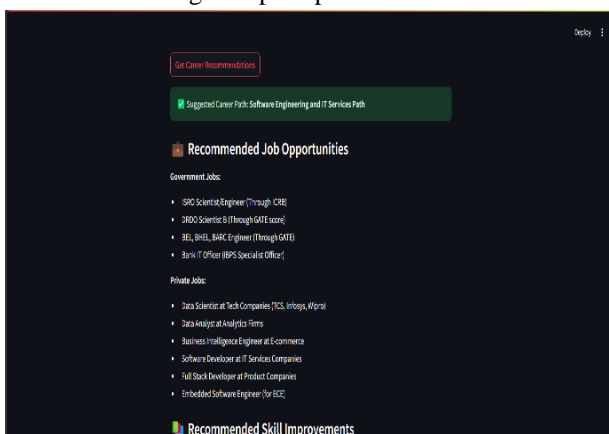 Deploy
Get Career Recommendations
Suggested Career Path: Software Engineering and IT Services Path
Recommended Job Opportunities
Government Jobs:
ISRO Scientist/Engineer (Through ICRB)
DRDO Scientist B (Through GATE score)
BEL, BHEL, BARC Engineer (Through GATE)
Bank IT Officer (IBPS Specialist Officer)
Private Jobs:
Data Scientist at Tech Companies (TCS, Infosys, Wipro)
Data Analyst at Analytics Firms
Business Intelligence Engineer at E-commerce
Software Developer at IT Services Companies
Full Stack Developer at Product Companies
Embedded Software Engineer (for ECE)
Recommended Skill Improvements